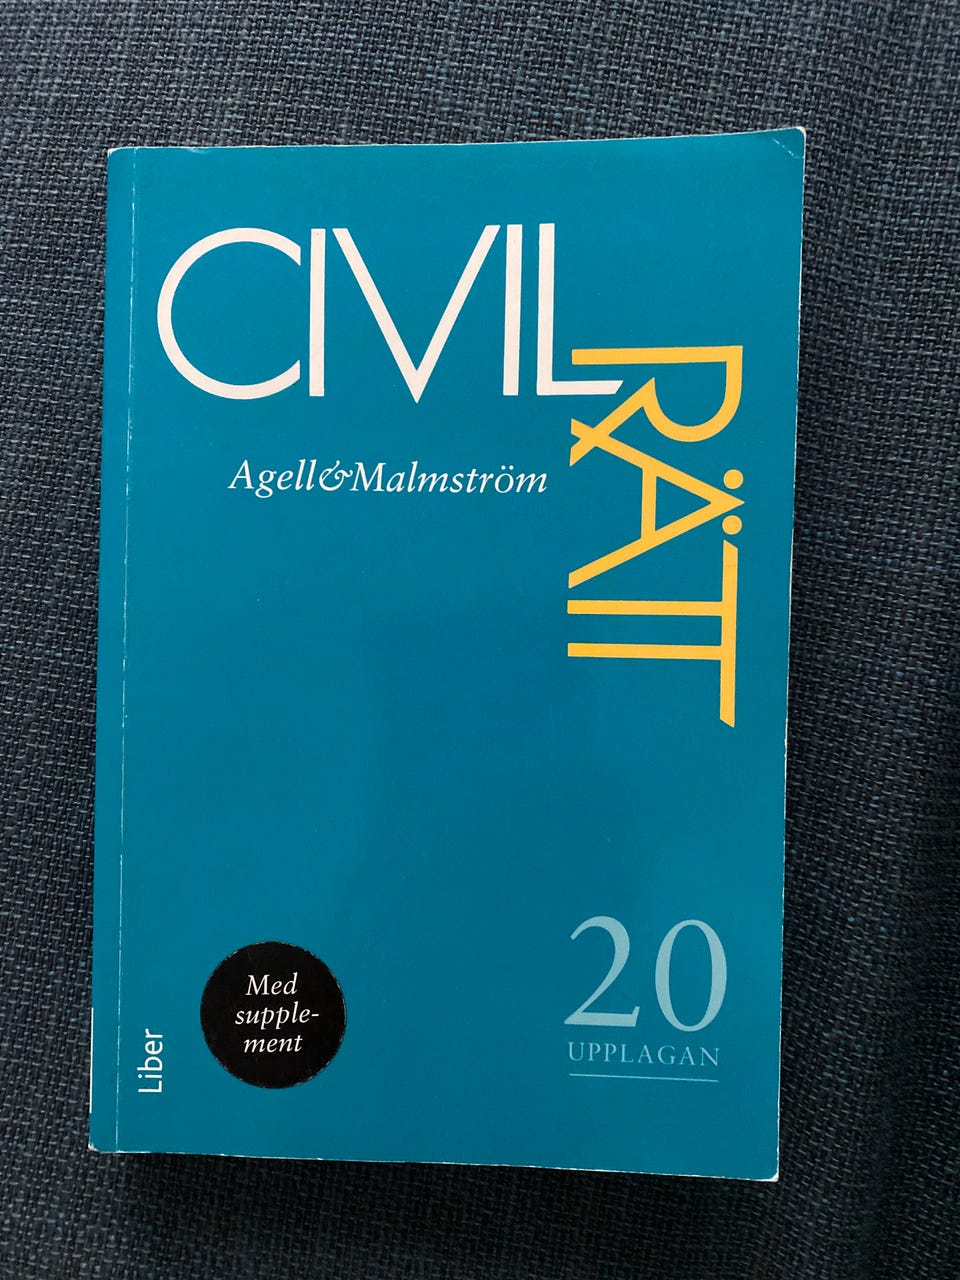 CIVIL
RÄTT
Agell&Malmström
20
UPPLAGAN
Med
supple-
ment
Liber